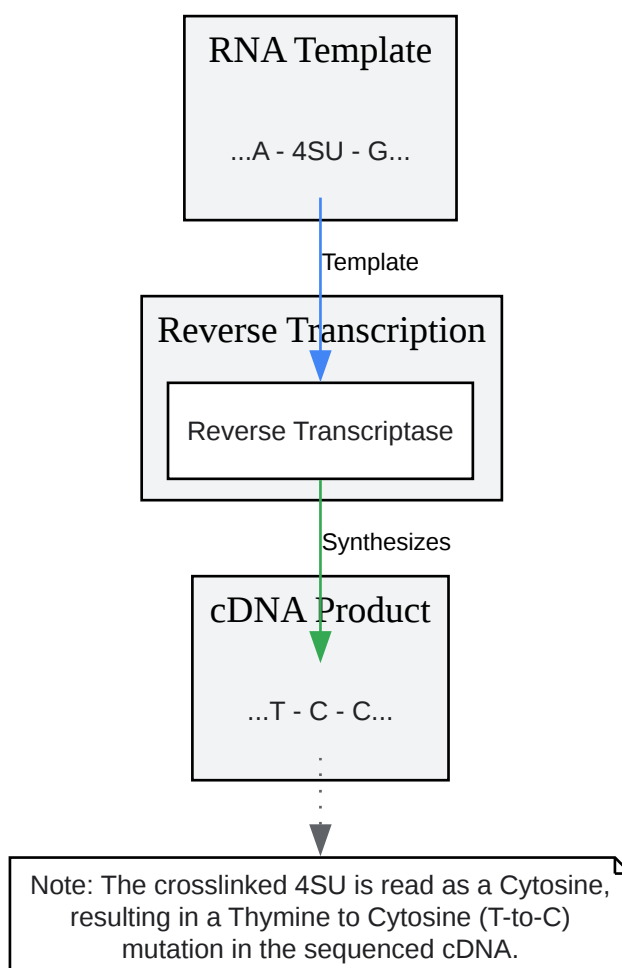 RNA Template
...A - 4SU - G...
Template
Reverse Transcription
Reverse Transcriptase
Synthesizes
cDNA Product
...T - C - C...
Note: The crosslinked 4SU is read as a Cytosine,
resulting in a Thymine to Cytosine (T-to-C)
mutation in the sequenced cDNA.